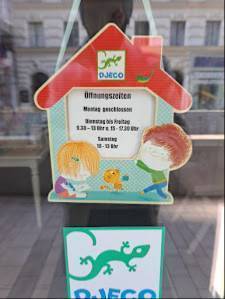 DJECO
Öffnungszeiten
Montag geschlossen
Dienstag bis Freitag
9.30 - 13 Uhr u. 15 - 17.30 Uhr
Samstag
10 - 13 Uhr
DJECO